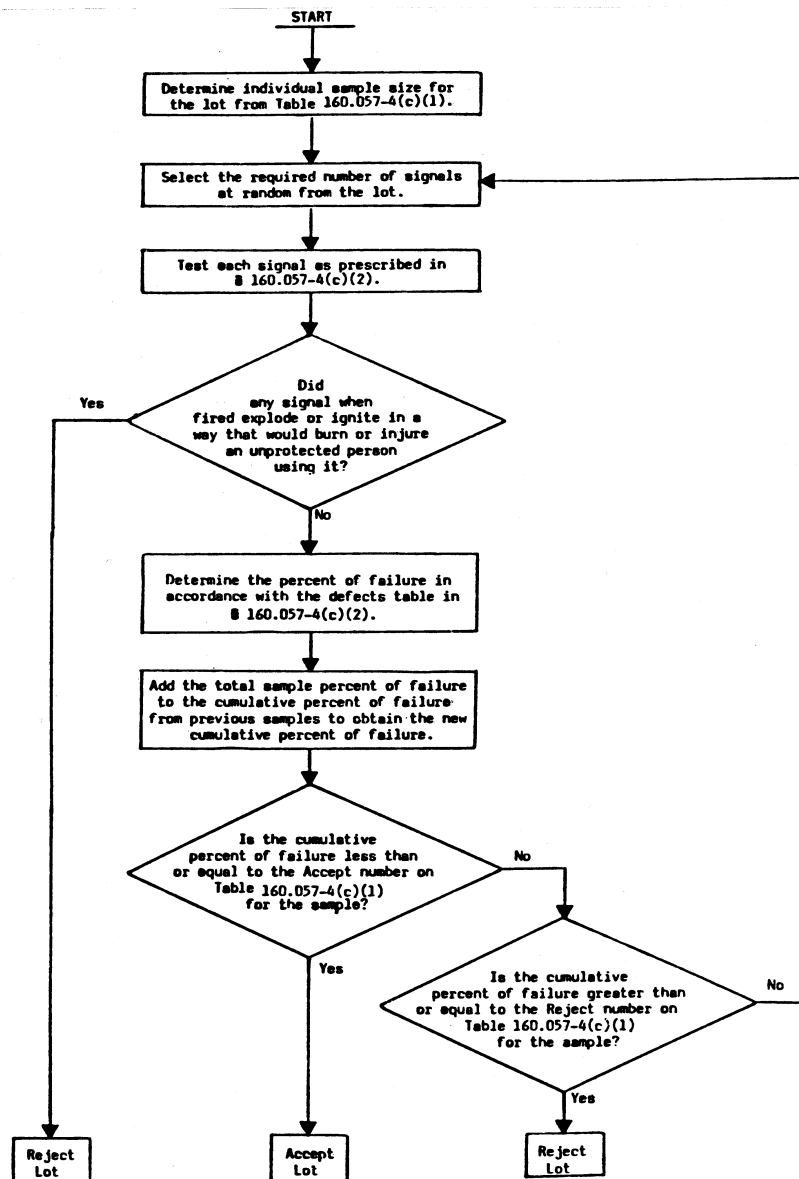 START
Determine individual sample size for
the lot from Table 160.057-4(c)(1).
Select the required number of signals
at random from the lot.
Test each signal as prescribed in
§ 160.057-4(c)(2).
Did
any signal when
fired explode or ignite in a
way that would burn or injure
an unprotected person
using it?
Yes
No
Determine the percent of failure in
accordance with the defects table in
§ 160.057-4(c)(2).
Add the total sample percent of failure
to the cumulative percent of failure
from previous samples to obtain the new
cumulative percent of failure.
Is the cumulative
percent of failure less than
or equal to the Accept number on
Table 160.057-4(c)(1)
for the sample?
No
Yes
Is the cumulative
percent of failure greater than
or equal to the Reject number on
Table 160.057-4(c)(1)
for the sample?
No
Yes
Reject
Lot
Accept
Lot
Reject
Lot